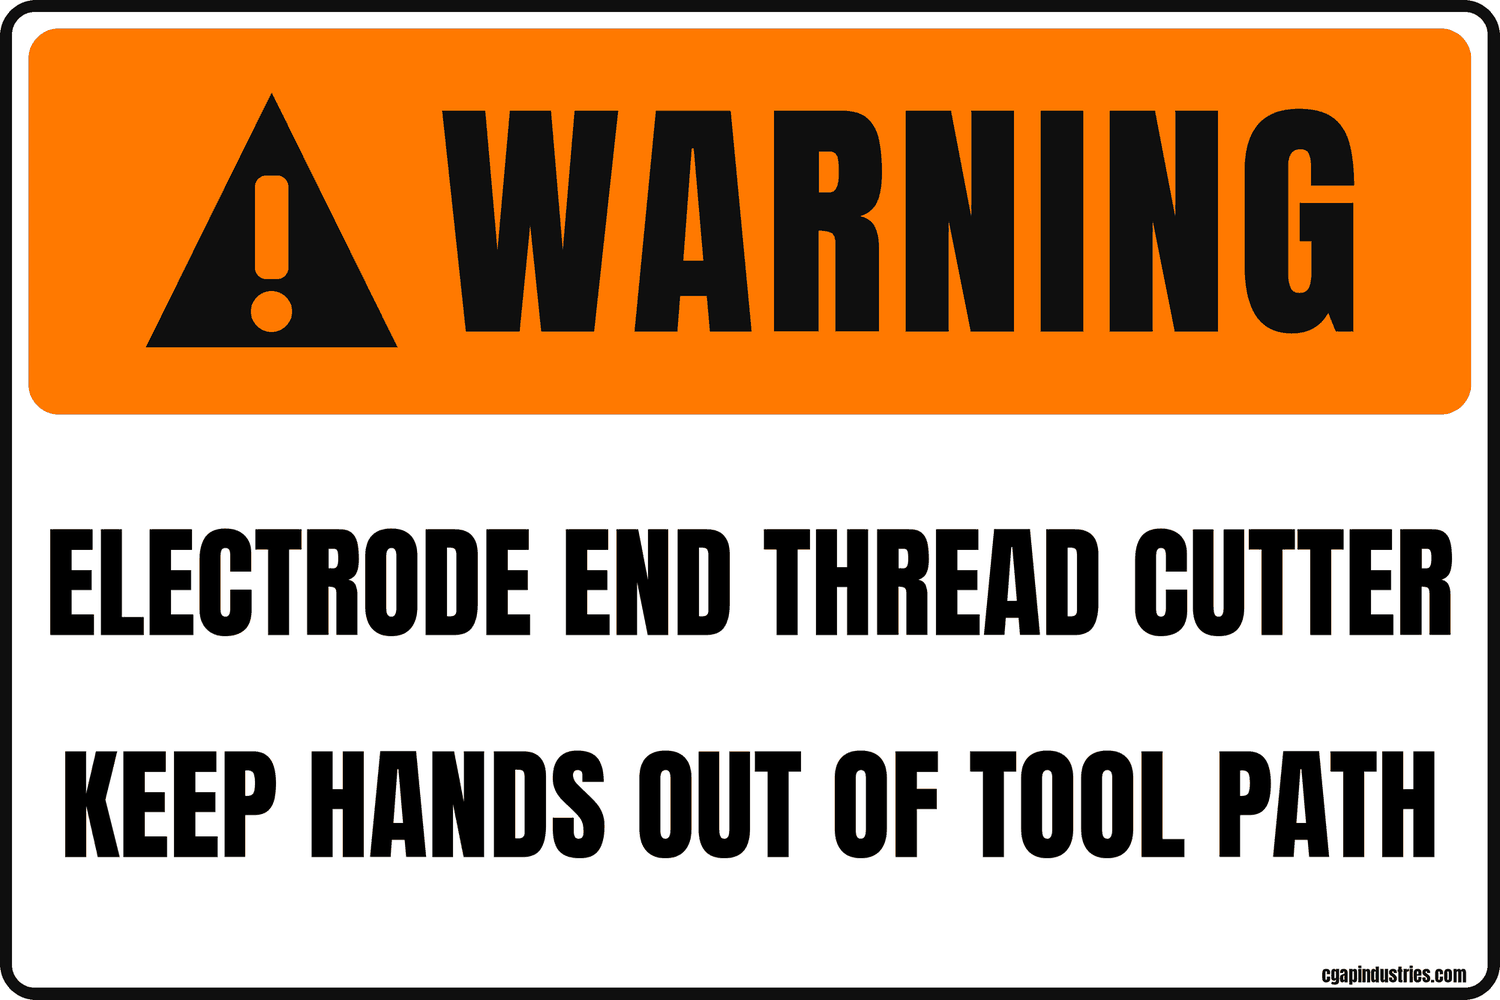 WARNING
ELECTRODE END THREAD CUTTER
KEEP HANDS OUT OF TOOL PATH
cgapindustries.com